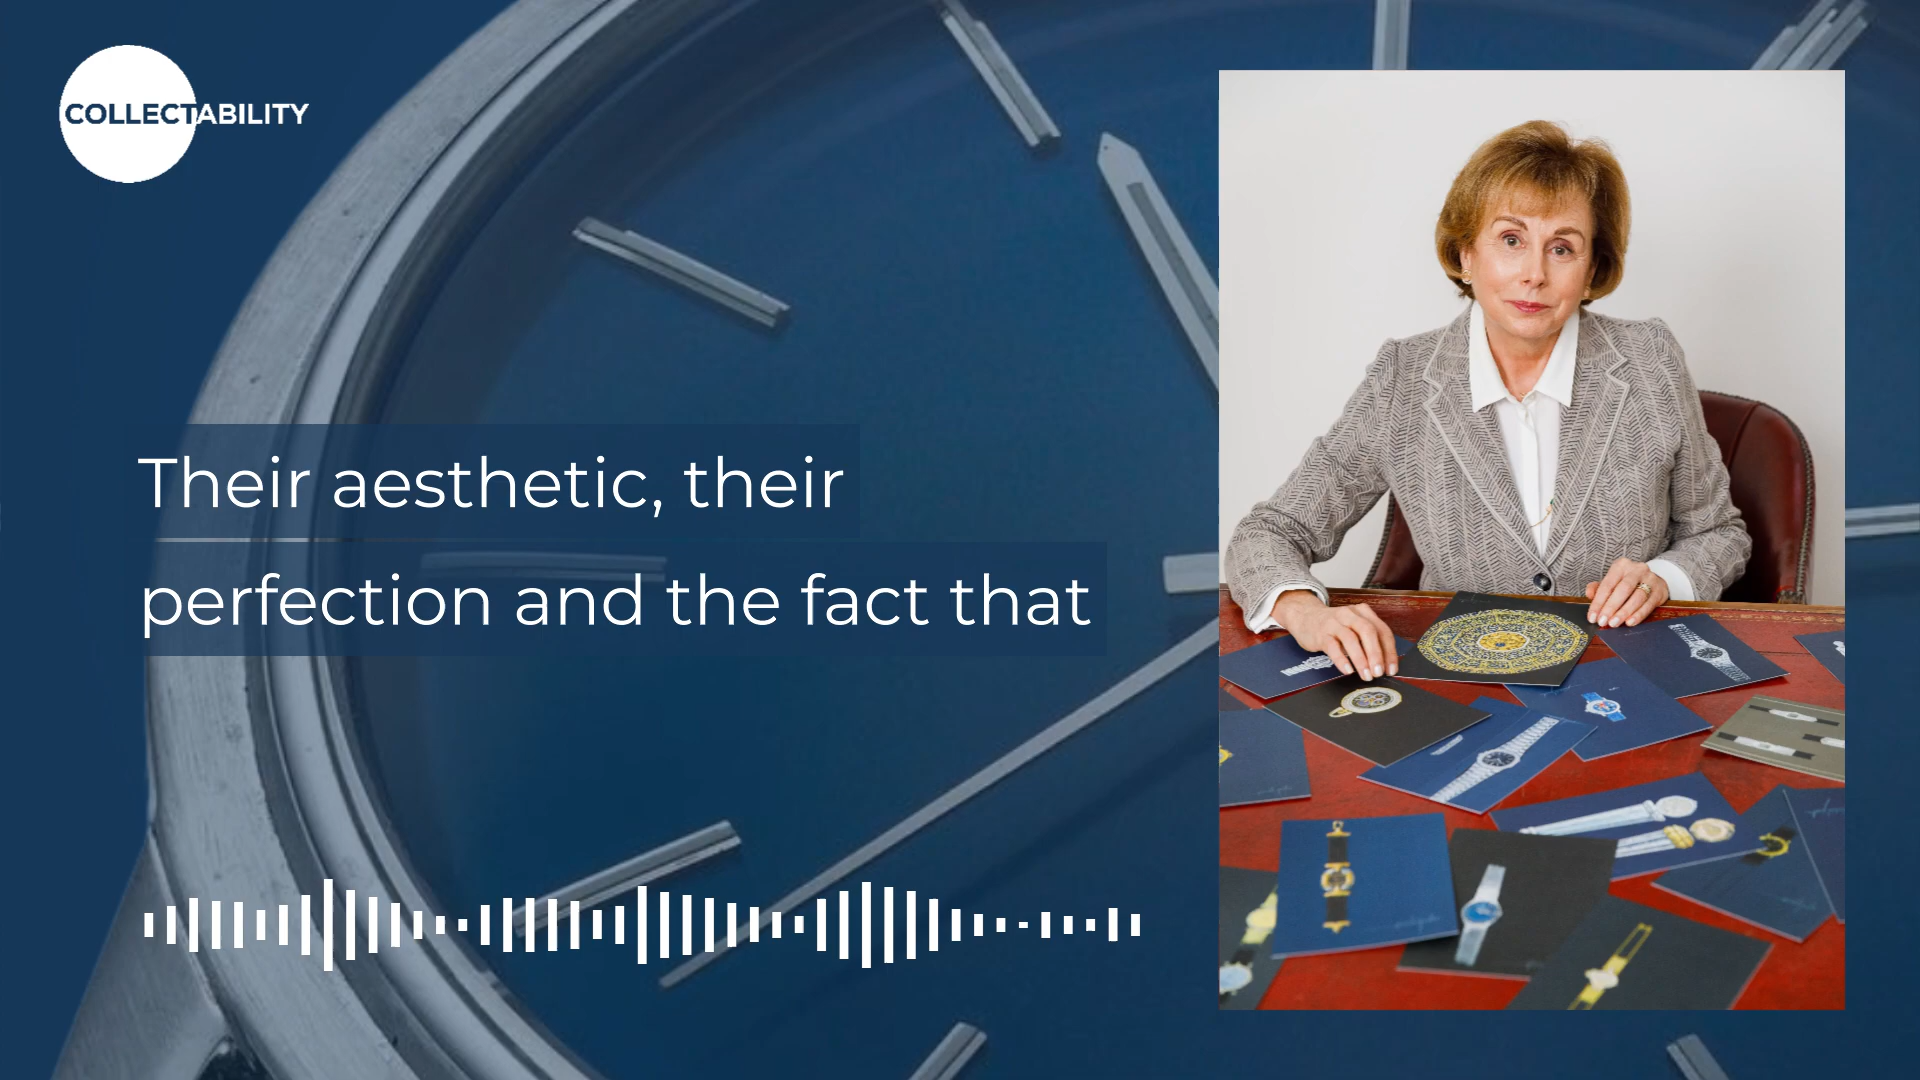 COLLECTABILITY
Their aesthetic, their
perfection and the fact that